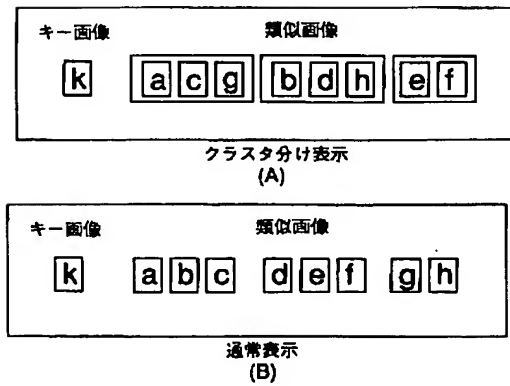 キー画像 類似画像
k a c g b d h e f
クラスタ分け表示
(A)
キー画像 類似画像
k a b c d e f g h
通常表示
(B)